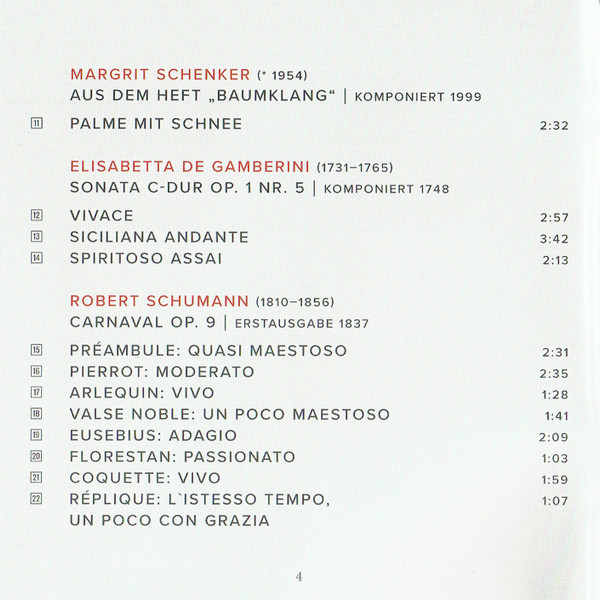 MARGRIT SCHENKER (* 1954)
AUS DEM HEFT „BAUMKLANG“ | KOMPONIERT 1999
11 PALME MIT SCHNEE 2:32
ELISABETTA DE GAMBERINI (1731–1765)
SONATA C-DUR OP. 1 NR. 5 | KOMPONIERT 1748
12 VIVACE 2:57
13 SICILIANA ANDANTE 3:42
14 SPIRITOSO ASSAI 2:13
ROBERT SCHUMANN (1810–1856)
CARNAVAL OP. 9 | ERSTAUSGABE 1837
15 PRÉAMBULE: QUASI MAESTOSO 2:31
16 PIERROT: MODERATO 2:35
17 ARLEQUIN: VIVO 1:28
18 VALSE NOBLE: UN POCO MAESTOSO 1:41
19 EUSEBIUS: ADAGIO 2:09
20 FLORESTAN: PASSIONATO 1:03
21 COQUETTE: VIVO 1:59
22 RÉPLIQUE: L`ISTESSO TEMPO, 1:07
UN POCO CON GRAZIA
4